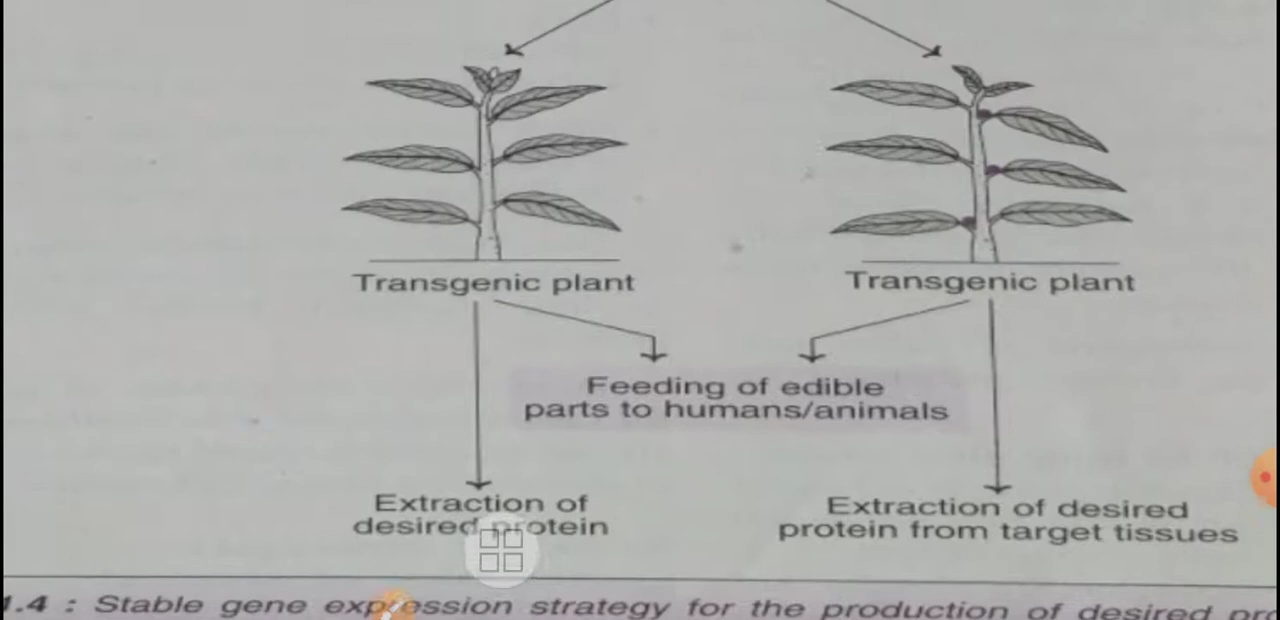 Transgenic plant
Transgenic plant
Feeding of edible
parts to humans/animals
Extraction of
desired protein
Extraction of desired
protein from target tissues
1.4 : Stable gene expression strategy for the production of desired